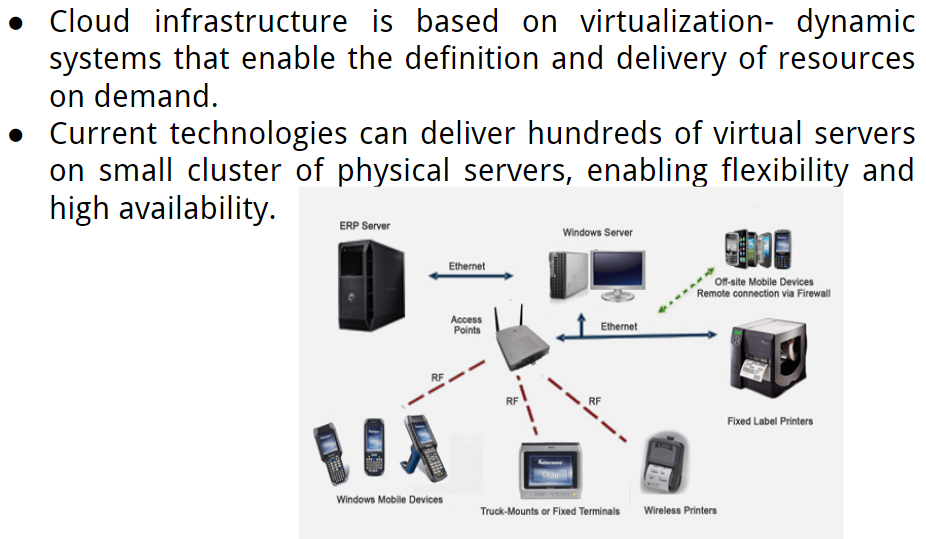 ● Cloud infrastructure is based on virtualization- dynamic
systems that enable the definition and delivery of resources
on demand.
● Current technologies can deliver hundreds of virtual servers
on small cluster of physical servers, enabling flexibility and
high availability.
ERP Server
Windows Server
Ethernet
Off-site Mobile Devices
Remote connection via Firewall
Access
Points
Ethernet
RF
RF
RF
Fixed Label Printers
Windows Mobile Devices
Truck-Mounts or Fixed Terminals
Wireless Printers